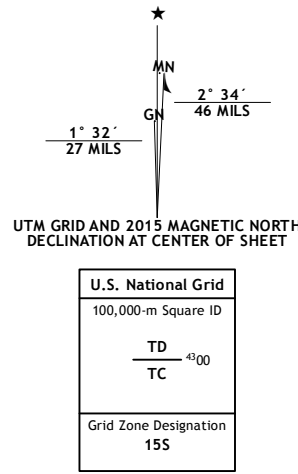 ★
MN
GN
2° 34´
46 MILS
1° 32´
27 MILS
UTM GRID AND 2015 MAGNETIC NORTH
DECLINATION AT CENTER OF SHEET
U.S. National Grid
100,000-m Square ID
TD
4300
TC
Grid Zone Designation
15S